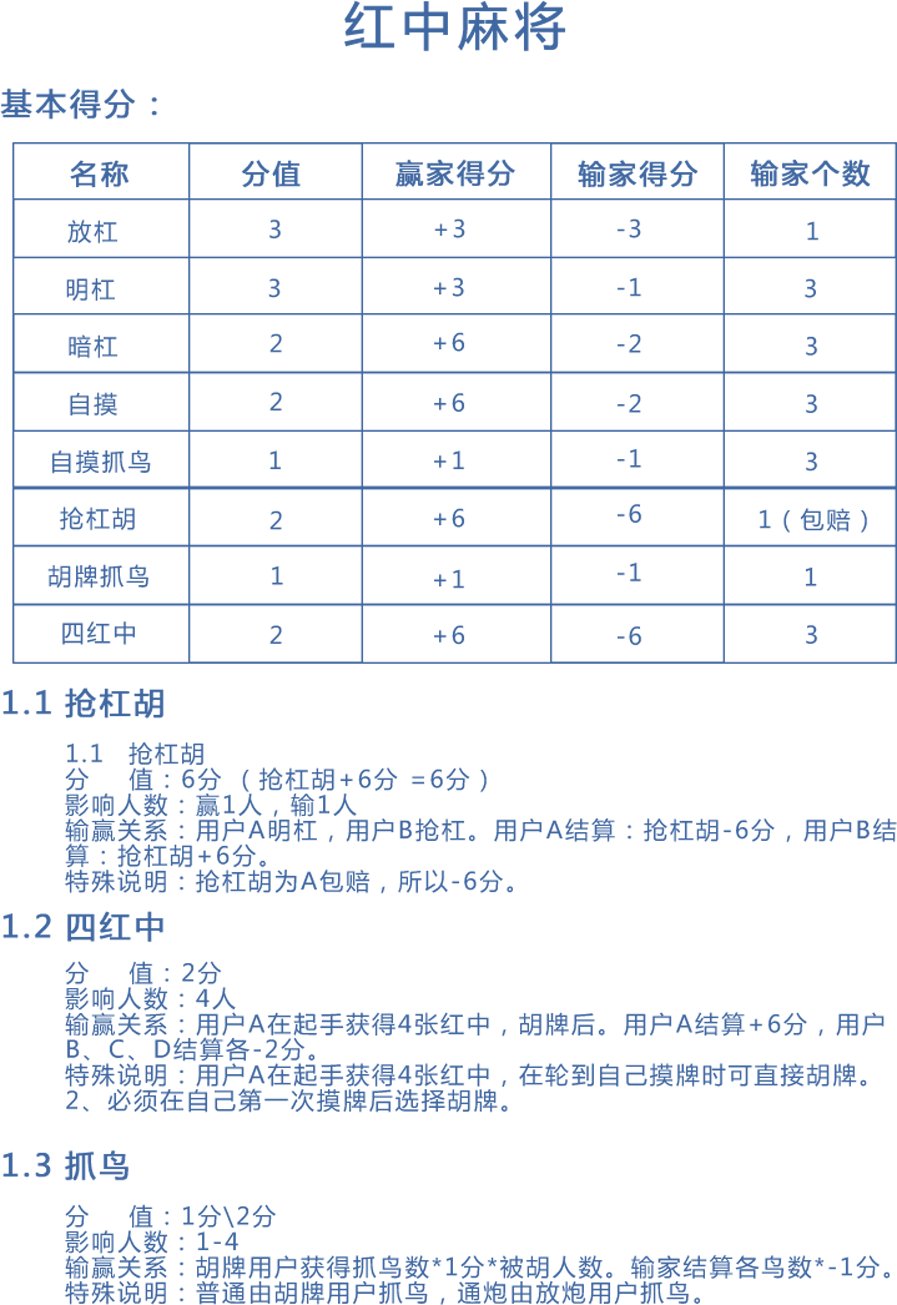 红中麻将
基本得分：
名称 分值 赢家得分 输家得分 输家个数
放杠 3 +3 -3 1
明杠 3 +3 -1 3
暗杠 2 +6 -2 3
自摸 2 +6 -2 3
自摸抓鸟 1 +1 -1 3
抢杠胡 2 +6 -6 1（包赔）
胡牌抓鸟 1 +1 -1 1
四红中 2 +6 -6 3
1.1 抢杠胡
1.1 抢杠胡
分 值：6分 （抢杠胡+6分 =6分）
影响人数：赢1人，输1人
输赢关系：用户A明杠，用户B抢杠。用户A结算：抢杠胡-6分，用户B结
算：抢杠胡+6分。
特殊说明：抢杠胡为A包赔，所以-6分。
1.2 四红中
分 值：2分
影响人数：4人
输赢关系：用户A在起手获得4张红中，胡牌后。用户A结算+6分，用户
B、C、D结算各-2分。
特殊说明：用户A在起手获得4张红中，在轮到自己摸牌时可直接胡牌。
2、必须在自己第一次摸牌后选择胡牌。
1.3 抓鸟
分 值：1分\2分
影响人数：1-4
输赢关系：胡牌用户获得抓鸟数*1分*被胡人数。输家结算各鸟数*-1分。
特殊说明：普通由胡牌用户抓鸟，通炮由放炮用户抓鸟。